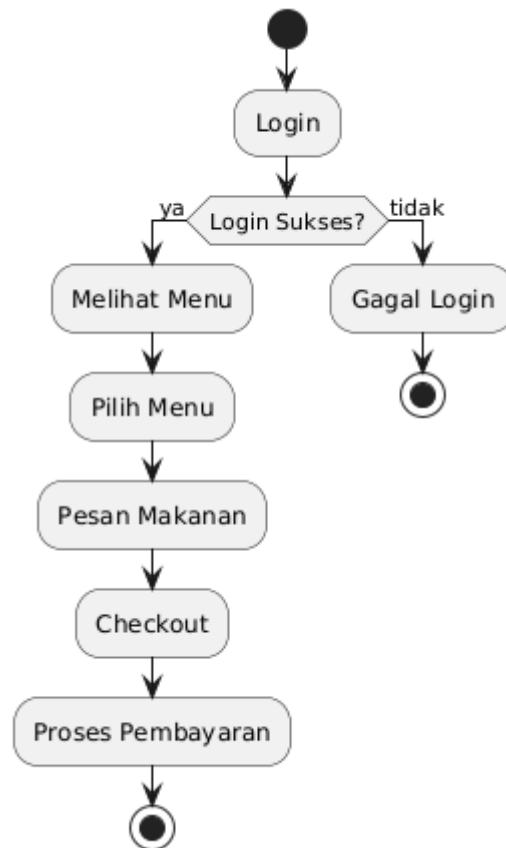 Login
ya
Login Sukses?
tidak
Melihat Menu
Gagal Login
Pilih Menu
Pesan Makanan
Checkout
Proses Pembayaran